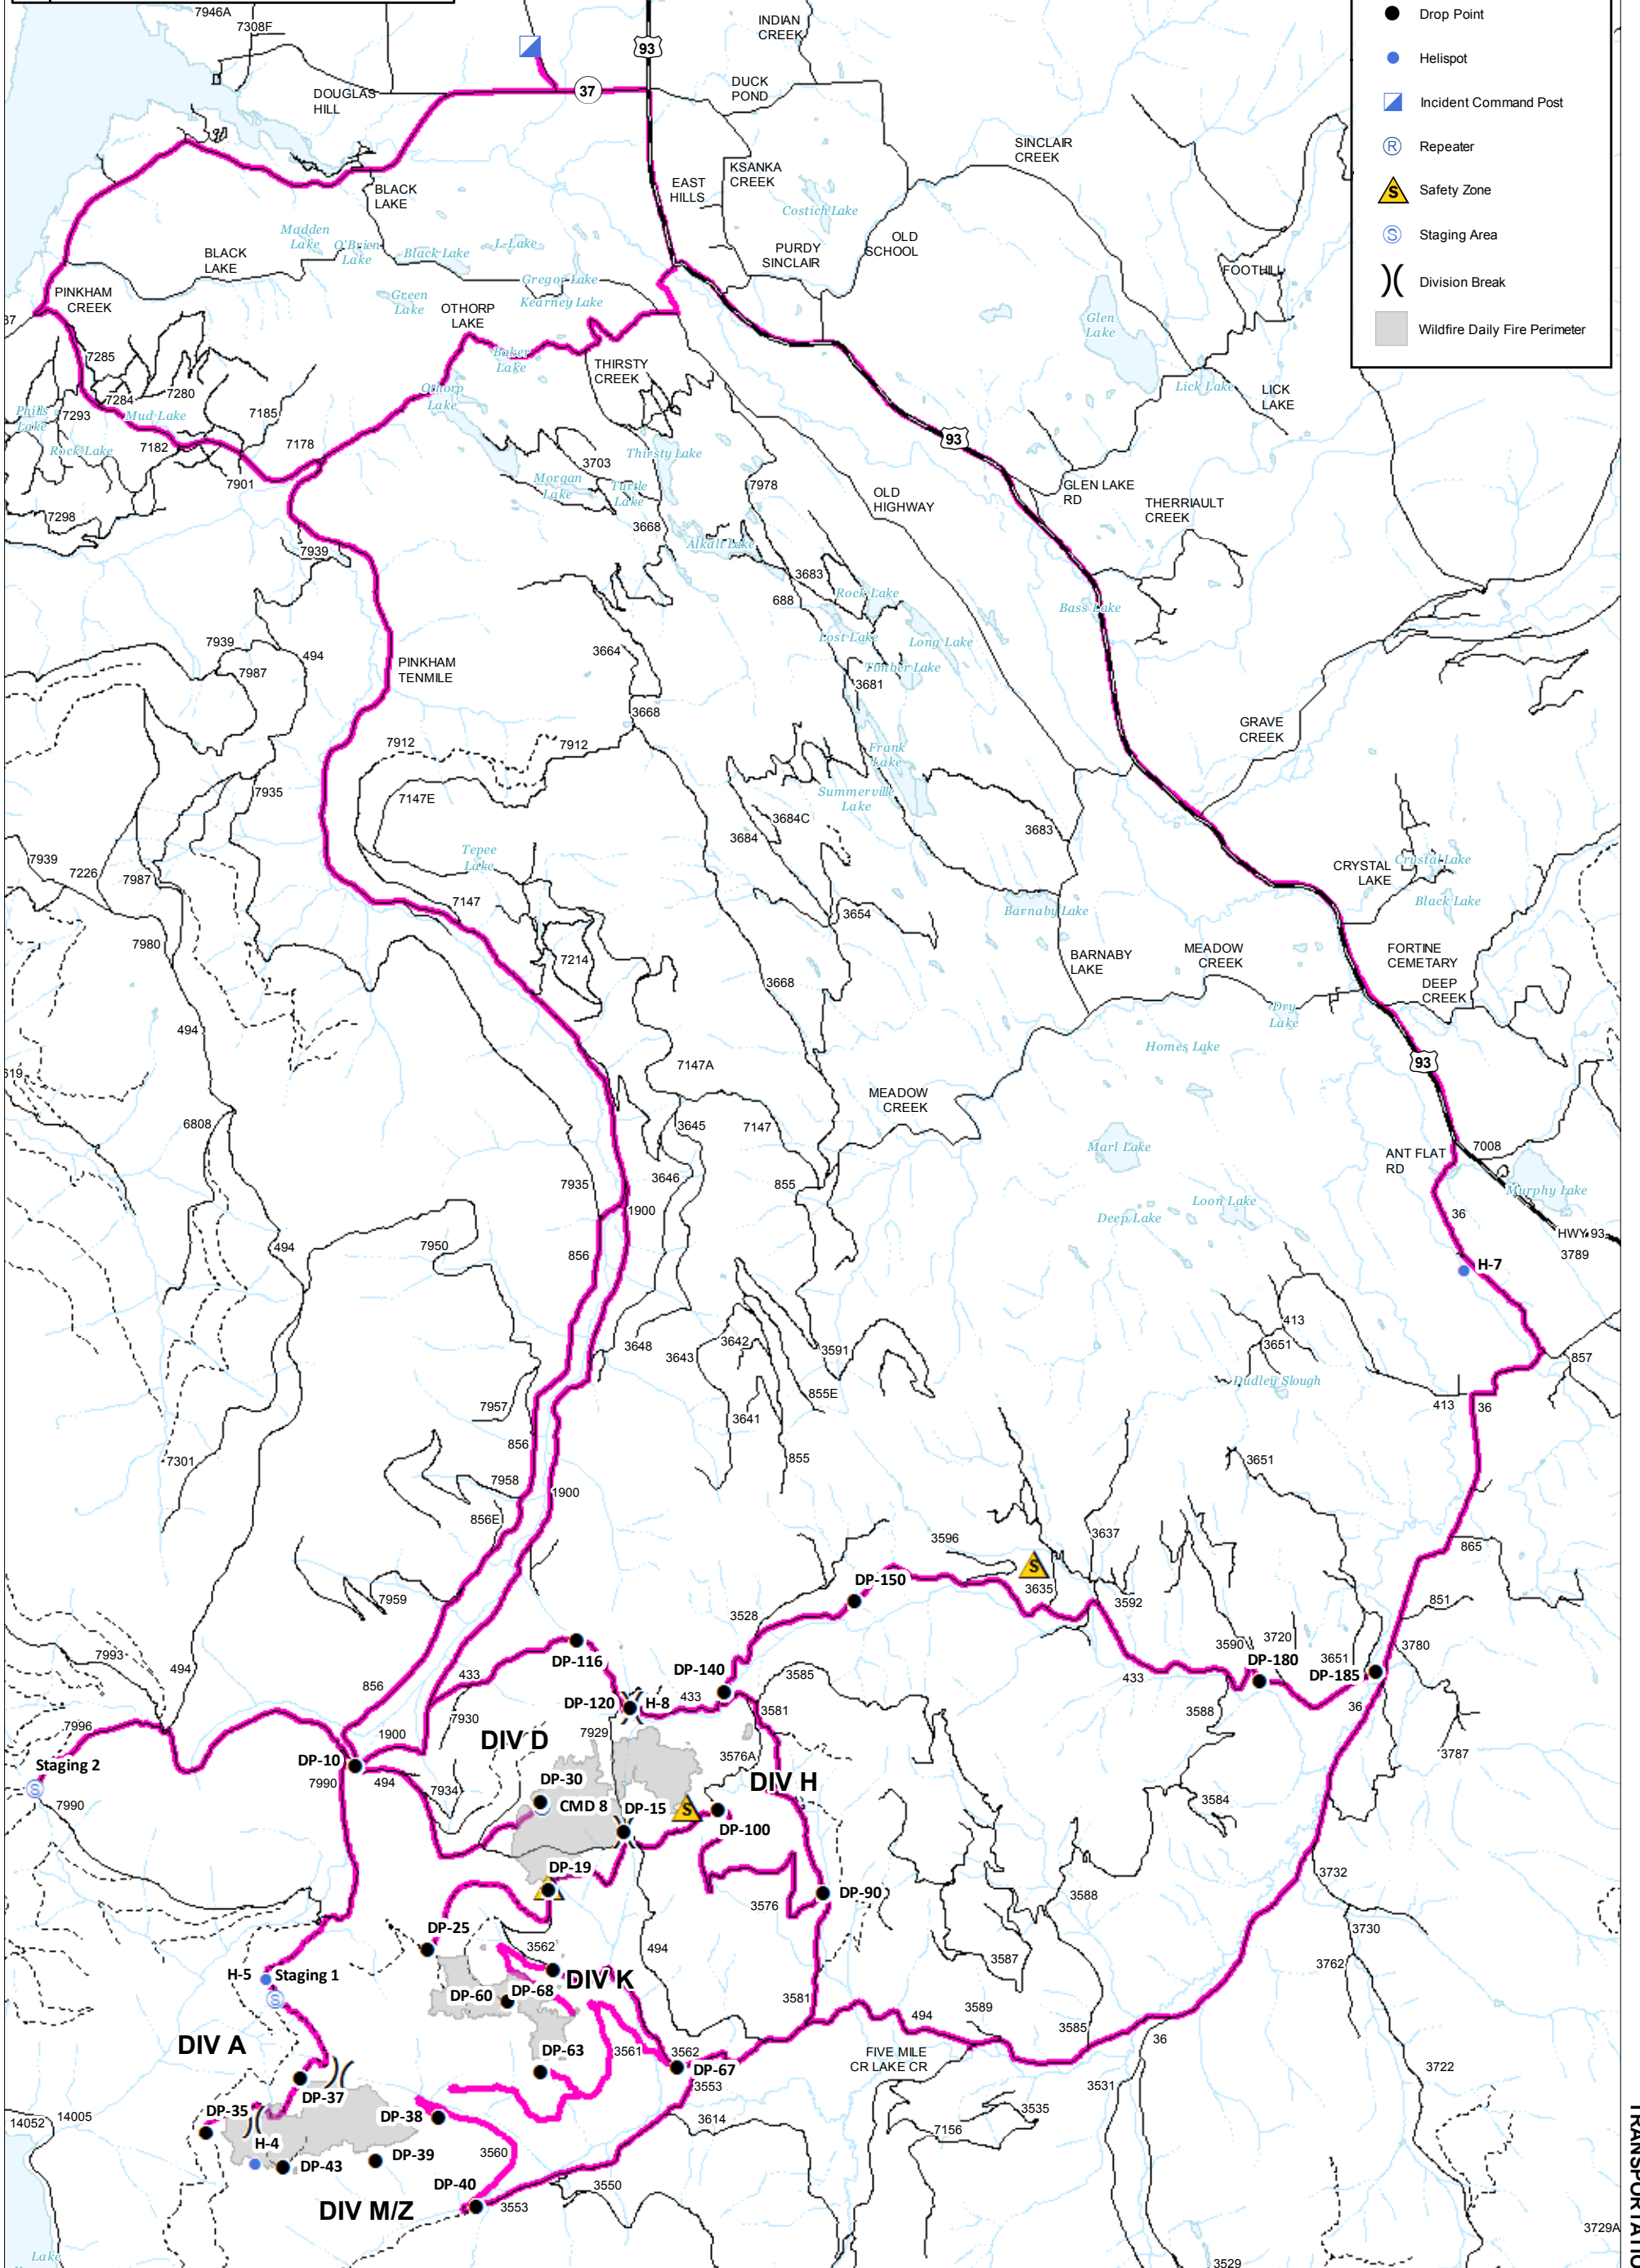 7946A
7308F
INDIAN
CREEK
93
Drop Point
Helispot
Incident Command Post
R
Repeater
S
Safety Zone
S
Staging Area
Division Break
Wildfire Daily Fire Perimeter
DOUGLAS
HILL
37
DUCK
POND
SINCLAIR
CREEK
KSANKA
CREEK
EAST
HILLS
BLACK
LAKE
Costich Lake
Madden
Lake
O'Brien
Lake
Black Lake
L-Lake
OLD
SCHOOL
PURDY
SINCLAIR
BLACK
LAKE
FOOTHILL
Gregor Lake
Kearney Lake
Green
Lake
PINKHAM
CREEK
OTHORP
LAKE
Glen
Lake
37
7285
Baker
Lake
THIRSTY
CREEK
7284
7280
Othorp
Lake
Lick Lake
LICK
LAKE
Phills
Lake
7293
Mud Lake
7185
Rock Lake
7182
7178
93
Thirsty Lake
3703
7901
Morgan
Lake
Turtle
Lake
7978
OLD
HIGHWAY
GLEN LAKE
RD
THERRIAULT
CREEK
7298
3668
7939
Alkali Lake
3683
688
Rock Lake
Bass Lake
Lost Lake
Long Lake
7939
494
7987
PINKHAM
TENMILE
3664
Timber Lake
3681
3668
GRAVE
CREEK
7912
7912
Frank
Lake
7935
7147E
Summerville
Lake
3684C
3684
3683
Tepee
Lake
7939
7226
7987
CRYSTAL
LAKE
Crystal Lake
Black Lake
7147
3654
Barnaby Lake
7980
7214
BARNABY
LAKE
MEADOW
CREEK
FORTINE
CEMETARY
DEEP
CREEK
3668
Dry
Lake
494
Homes Lake
93
7147A
619
MEADOW
CREEK
6808
3645
7147
Marl Lake
ANT FLAT
RD
7008
3646
7935
855
Murphy Lake
Loon Lake
1900
Deep Lake
36
HWY 93
3789
494
7950
856
H-7
413
3648
3642
3643
3591
3651
857
855E
Dudley Slough
7957
413
36
3641
856
855
7301
3651
7958
1900
856E
3596
3637
865
S
3635
DP-150
7959
3592
851
3528
3590
3720
3780
7993
494
DP-116
DP-140
3651
DP-180
DP-185
433
433
3585
856
DP-120
H-8
433
36
3588
3581
7996
7930
7929
1900
DIV D
3576A
3787
Staging 2
S
DP-10
7990
494
7934
DP-30
DIV H
CMD 8
DP-15
S
3584
7990
DP-100
DP-19
3732
3588
DP-90
3576
DP-25
3730
3562
494
3587
3762
H-5
Staging 1
S
DIV K
DP-68
DP-60
3581
3589
494
3585
36
DIV A
3561
3562
FIVE MILE
CR LAKE CR
DP-63
DP-67
3722
DP-37
3553
3531
DP-35
DP-38
3535
14052
14005
3614
7156
H-4
DP-39
3560
DP-43
DP-40
3550
DIV M/Z
3553
3729A
Lake
3529